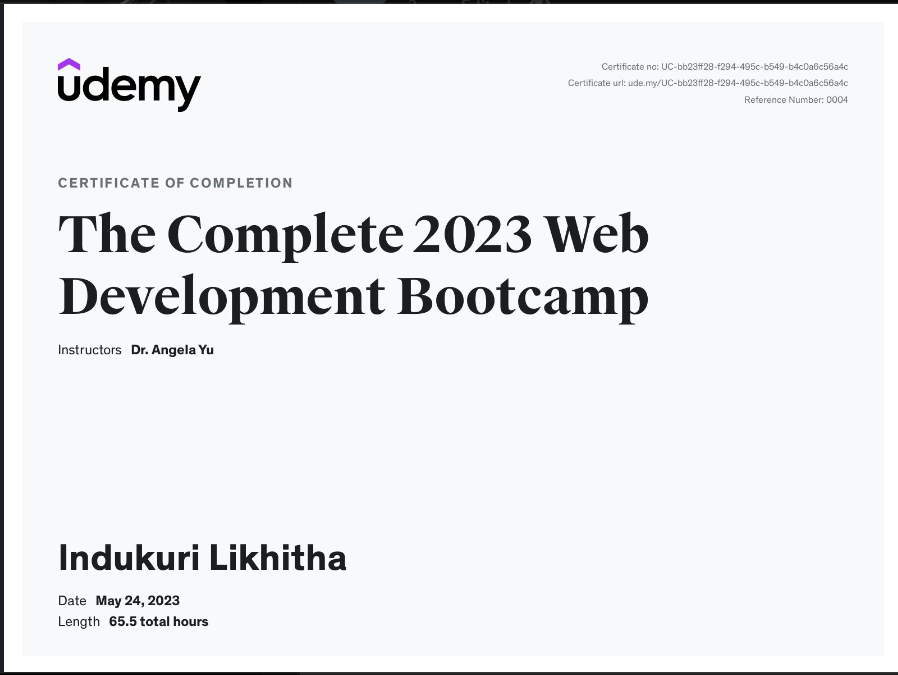 udemy
Certificate no: UC-bb23ff28-f294-495c-b549-b4c0a6c56a4c
Certificate url: ude.my/UC-bb23ff28-f294-495c-b549-b4c0a6c56a4c
Reference Number: 0004
CERTIFICATE OF COMPLETION
The Complete 2023 Web
Development Bootcamp
Instructors Dr. Angela Yu
Indukuri Likhitha
Date May 24, 2023
Length 65.5 total hours